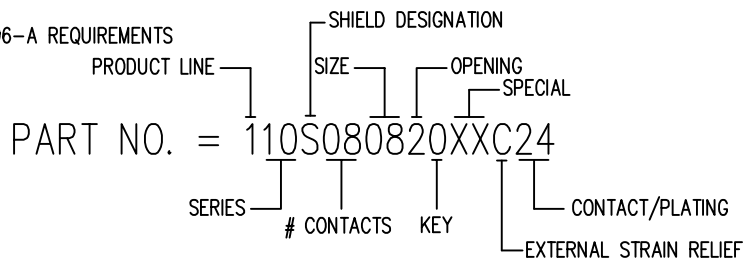 SHIELD DESIGNATION
6-A REQUIREMENTS
PRODUCT LINE SIZE OPENING
SPECIAL
PART NO. = 110S080820XXC24
SERIES CONTACT/PLATING
# CONTACTS KEY
EXTERNAL STRAIN RELIEF